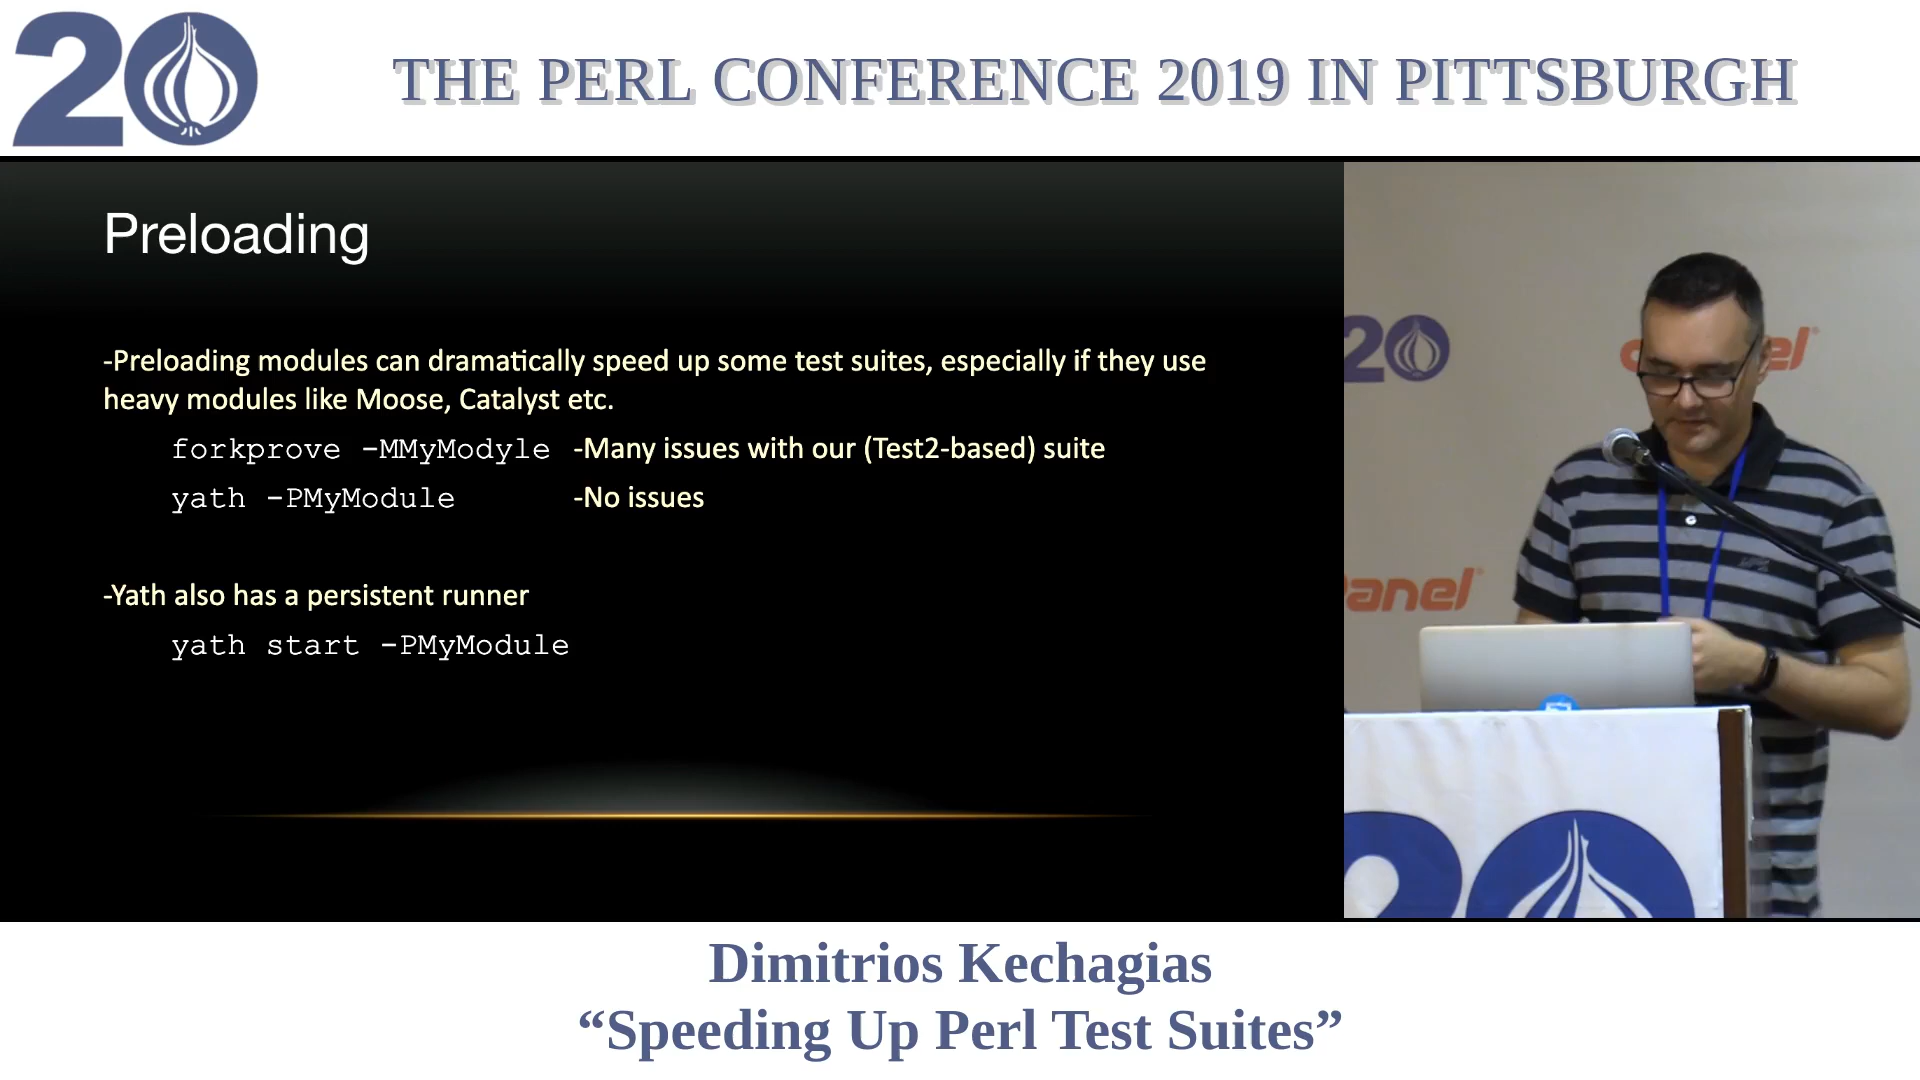 20
THE PERL CONFERENCE 2019 IN PITTSBURGH
Preloading
-Preloading modules can dramatically speed up some test suites, especially if they use
heavy modules like Moose, Catalyst etc.
forkprove -MMyModyle -Many issues with our (Test2-based) suite
yath -PMyModule -No issues
-Yath also has a persistent runner
yath start -PMyModule
20
Panel®
20
Dimitrios Kechagias
“Speeding Up Perl Test Suites”